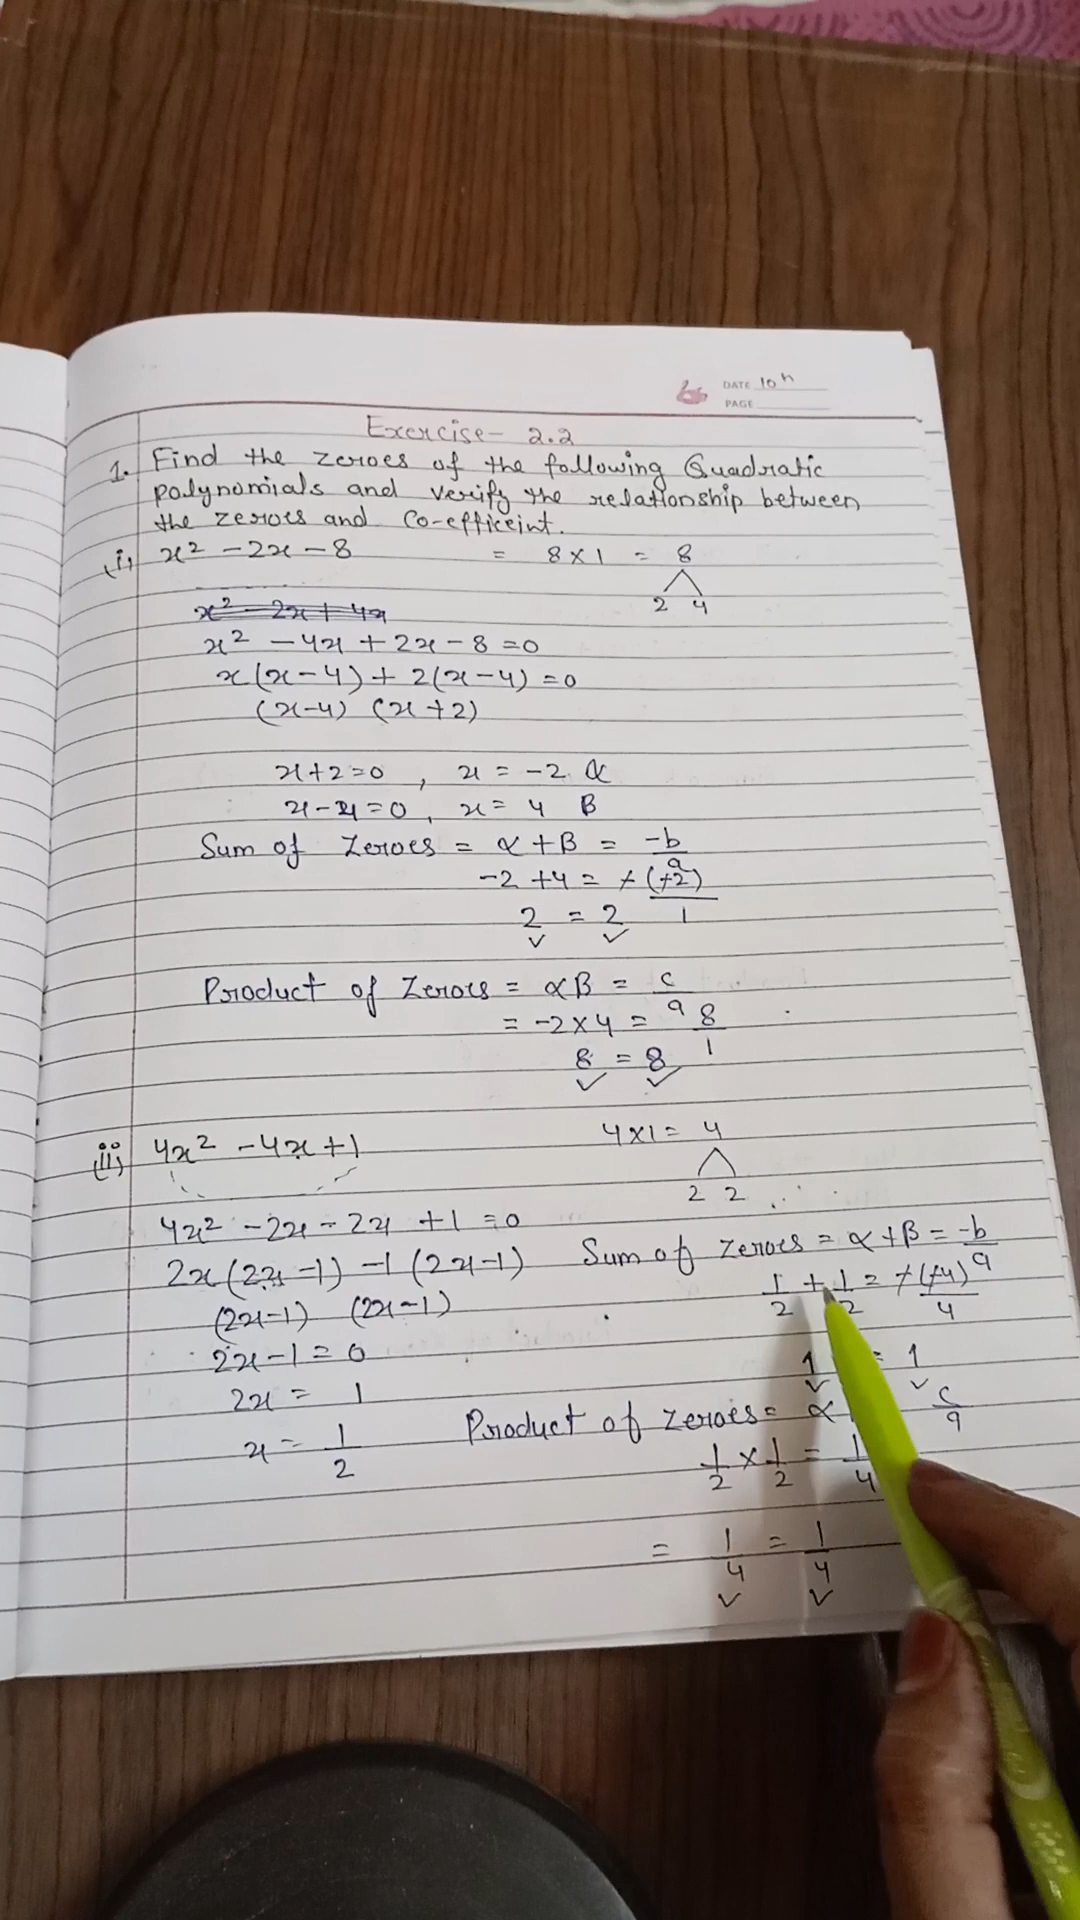 DATE 10th
PAGE
Exercise- 2.2
1. Find the zeroes of the following Quadratic
polynomials and verify the relationship between
the zeroes and Co-efficeint.
(i) x² - 2x - 8 = 8 × 1 = 8
2 4
x² - 2x + 4x
x² - 4x + 2x - 8 = 0
x(x-4) + 2(x-4) = 0
(x-4) (x+2)
x+2=0 , x = -2 α
x-4=0, x = 4 β
Sum of Zeroes = α + β = -b/a
-2 + 4 = -(-2)/1
2 = 2
✓ ✓
Product of Zeroes = αβ = c/a
= -2×4 = 8/1
8 = 8
✓ ✓
(ii) 4x² - 4x + 1 4×1 = 4
2 2
4x² - 2x - 2x + 1 = 0
2x(2x-1) -1 (2x-1) Sum of zeroes = α + β = -b/a
(2x-1) (2x-1) 1/2 + 1/2 = -(-4)/4
2x-1 = 0 1 = 1
✓ ✓
2x = 1 Product of zeroes = α c/a
x = 1/2 1/2 × 1/2 = 1/4
= 1/4 = 1/4
✓ ✓